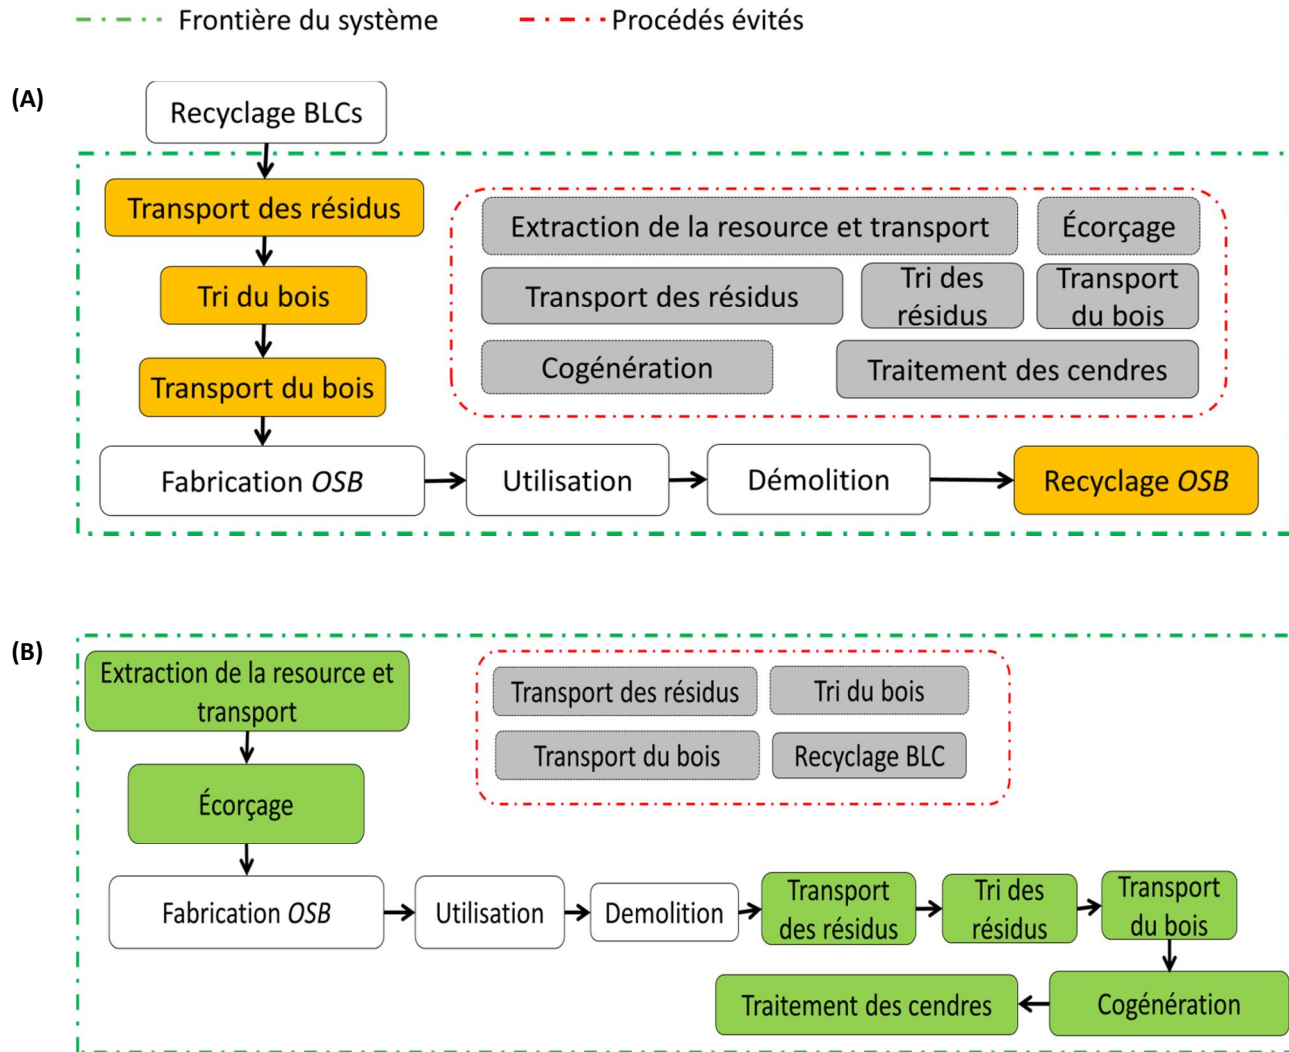 Frontière du système
Procédés évités
(A)
Recyclage BLCs
Transport des résidus
Tri du bois
Transport du bois
Extraction de la resource et transport
Écorçage
Transport des résidus
Tri des
résidus
Transport
du bois
Cogénération
Traitement des cendres
Fabrication OSB
Utilisation
Démolition
Recyclage OSB
(B)
Extraction de la resource et
transport
Écorçage
Transport des résidus
Tri du bois
Transport du bois
Recyclage BLC
Fabrication OSB
Utilisation
Demolition
Transport
des résidus
Tri des
résidus
Transport
du bois
Traitement des cendres
Cogénération